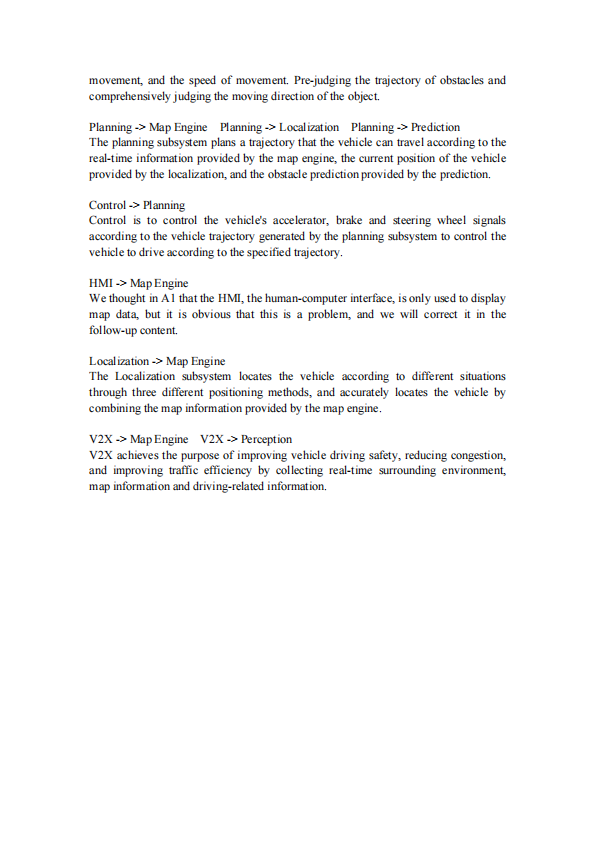 movement, and the speed of movement. Pre-judging the trajectory of obstacles and
comprehensively judging the moving direction of the object.
Planning -> Map Engine Planning -> Localization Planning -> Prediction
The planning subsystem plans a trajectory that the vehicle can travel according to the
real-time information provided by the map engine, the current position of the vehicle
provided by the localization, and the obstacle prediction provided by the prediction.
Control -> Planning
Control is to control the vehicle's accelerator, brake and steering wheel signals
according to the vehicle trajectory generated by the planning subsystem to control the
vehicle to drive according to the specified trajectory.
HMI -> Map Engine
We thought in A1 that the HMI, the human-computer interface, is only used to display
map data, but it is obvious that this is a problem, and we will correct it in the
follow-up content.
Localization -> Map Engine
The Localization subsystem locates the vehicle according to different situations
through three different positioning methods, and accurately locates the vehicle by
combining the map information provided by the map engine.
V2X -> Map Engine V2X -> Perception
V2X achieves the purpose of improving vehicle driving safety, reducing congestion,
and improving traffic efficiency by collecting real-time surrounding environment,
map information and driving-related information.